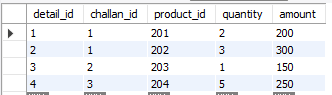 detail_id challan_id product_id quantity amount
1 1 201 2 200
2 1 202 3 300
3 2 203 1 150
4 3 204 5 250